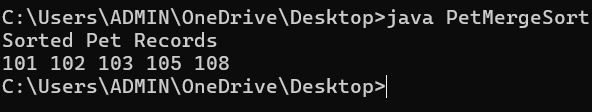 C:\Users\ADMIN\OneDrive\Desktop>java PetMergeSort
Sorted Pet Records
101 102 103 105 108
C:\Users\ADMIN\OneDrive\Desktop>